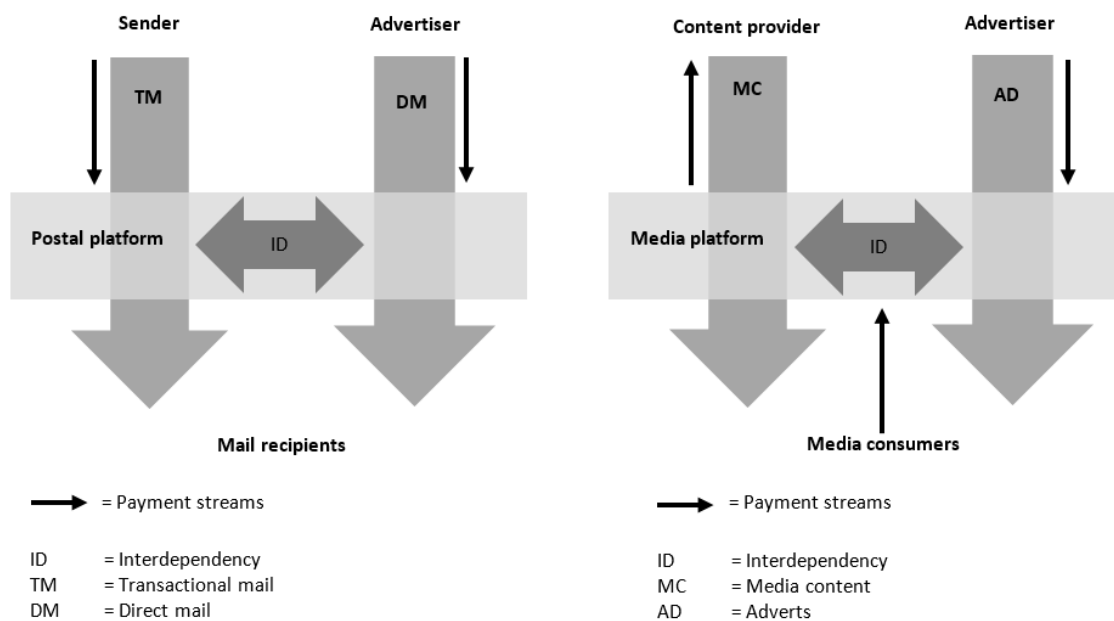 Sender
Advertiser
TM
DM
Postal platform
ID
Mail recipients
= Payment streams
ID = Interdependency
TM = Transactional mail
DM = Direct mail
Content provider
Advertiser
MC
AD
Media platform
ID
Media consumers
= Payment streams
ID = Interdependency
MC = Media content
AD = Adverts